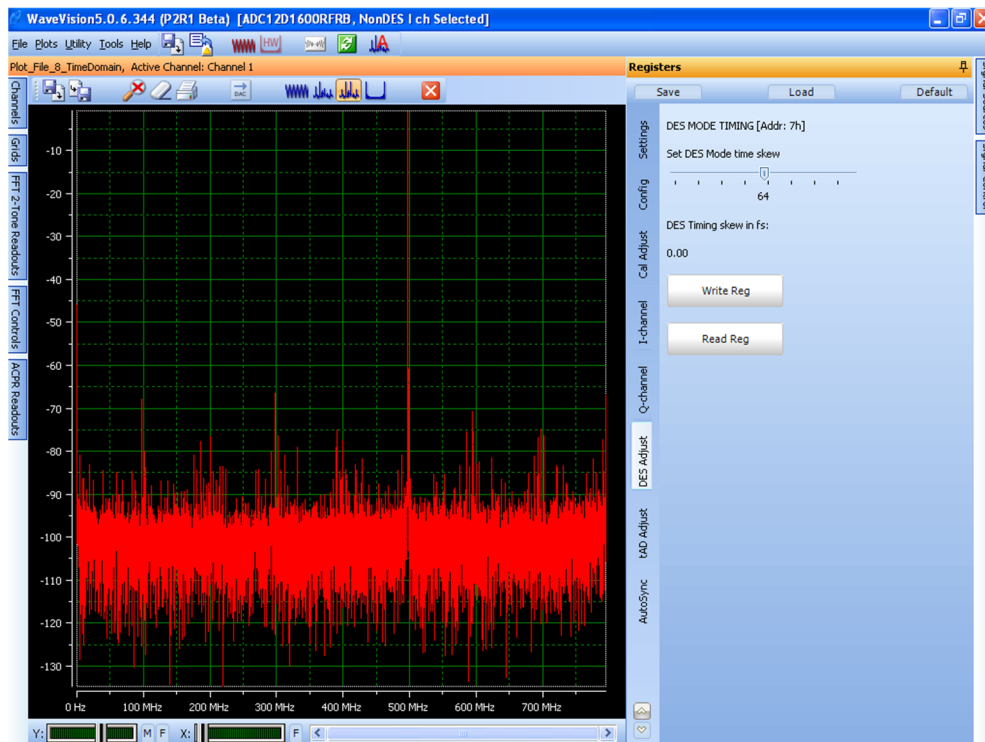 WaveVision5.0.6.344 (P2R1 Beta) [ADC12D1600RFRB, NonDES I ch Selected]
File Plots Utility Tools Help
HW
Plot_File_8_TimeDomain, Active Channel: Channel 1
Registers
Save Load Default
Channels
Grids
FFT 2-Tone Readouts
FFT Controls
ACPR Readouts
-10
-20
-30
-40
-50
-60
-70
-80
-90
-100
-110
-120
-130
0 Hz 100 MHz 200 MHz 300 MHz 400 MHz 500 MHz 600 MHz 700 MHz
Y: M F X: F
Settings
Config
Cal Adjust
I-channel
Q-channel
DES Adjust
tAD Adjust
AutoSync
DES MODE TIMING [Addr: 7h]
Set DES Mode time skew
64
DES Timing skew in fs:
0.00
Write Reg
Read Reg